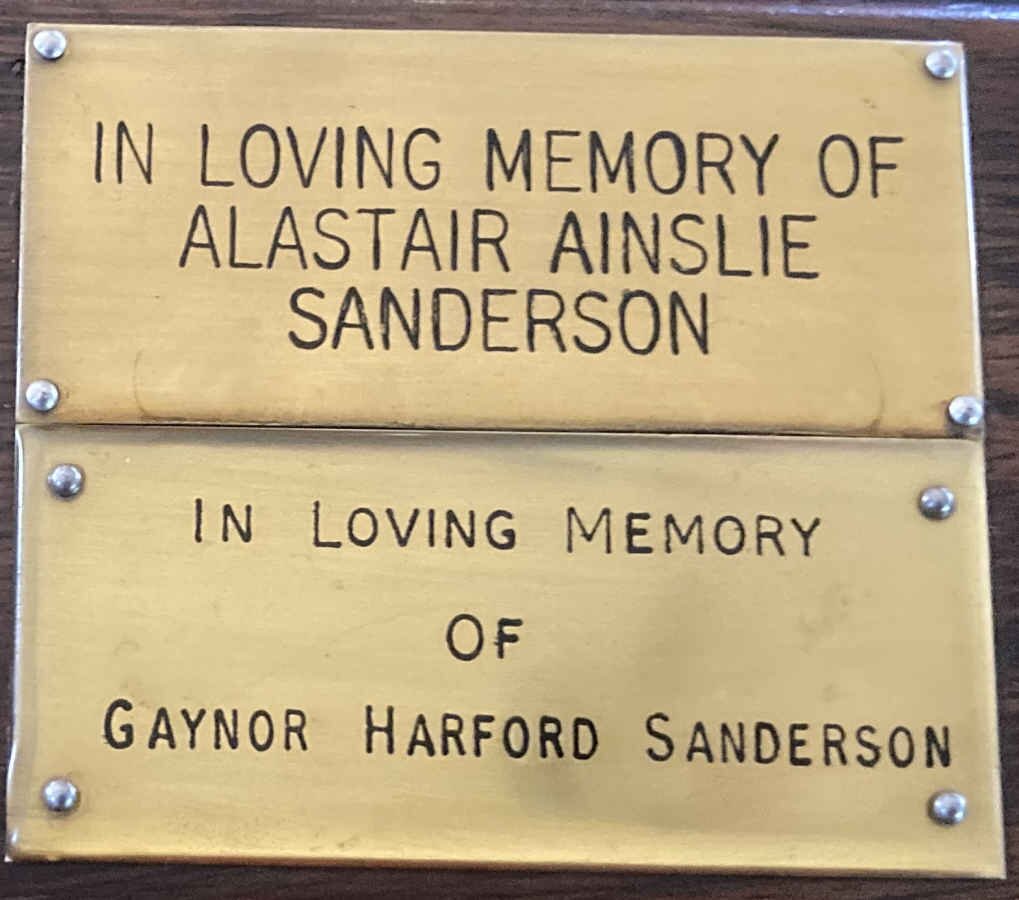 IN LOVING MEMORY OF
ALASTAIR AINSLIE
SANDERSON
IN LOVING MEMORY
OF
GAYNOR HARFORD SANDERSON